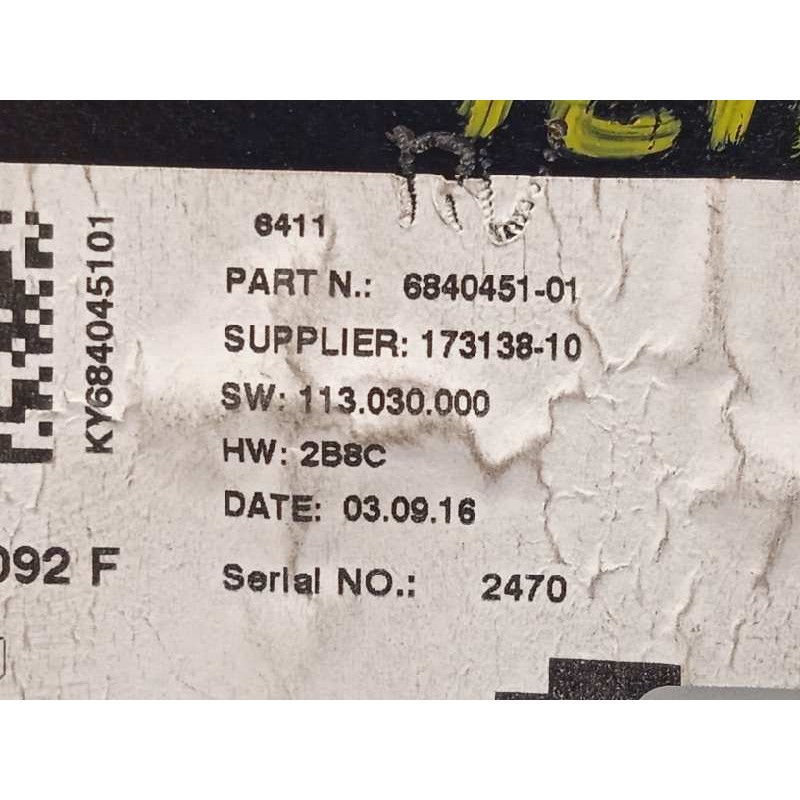 6411
PART N.: 6840451-01
SUPPLIER: 173138-10
SW: 113.030.000
HW: 2B8C
DATE: 03.09.16
Serial NO.: 2470
KY684045101
092 F